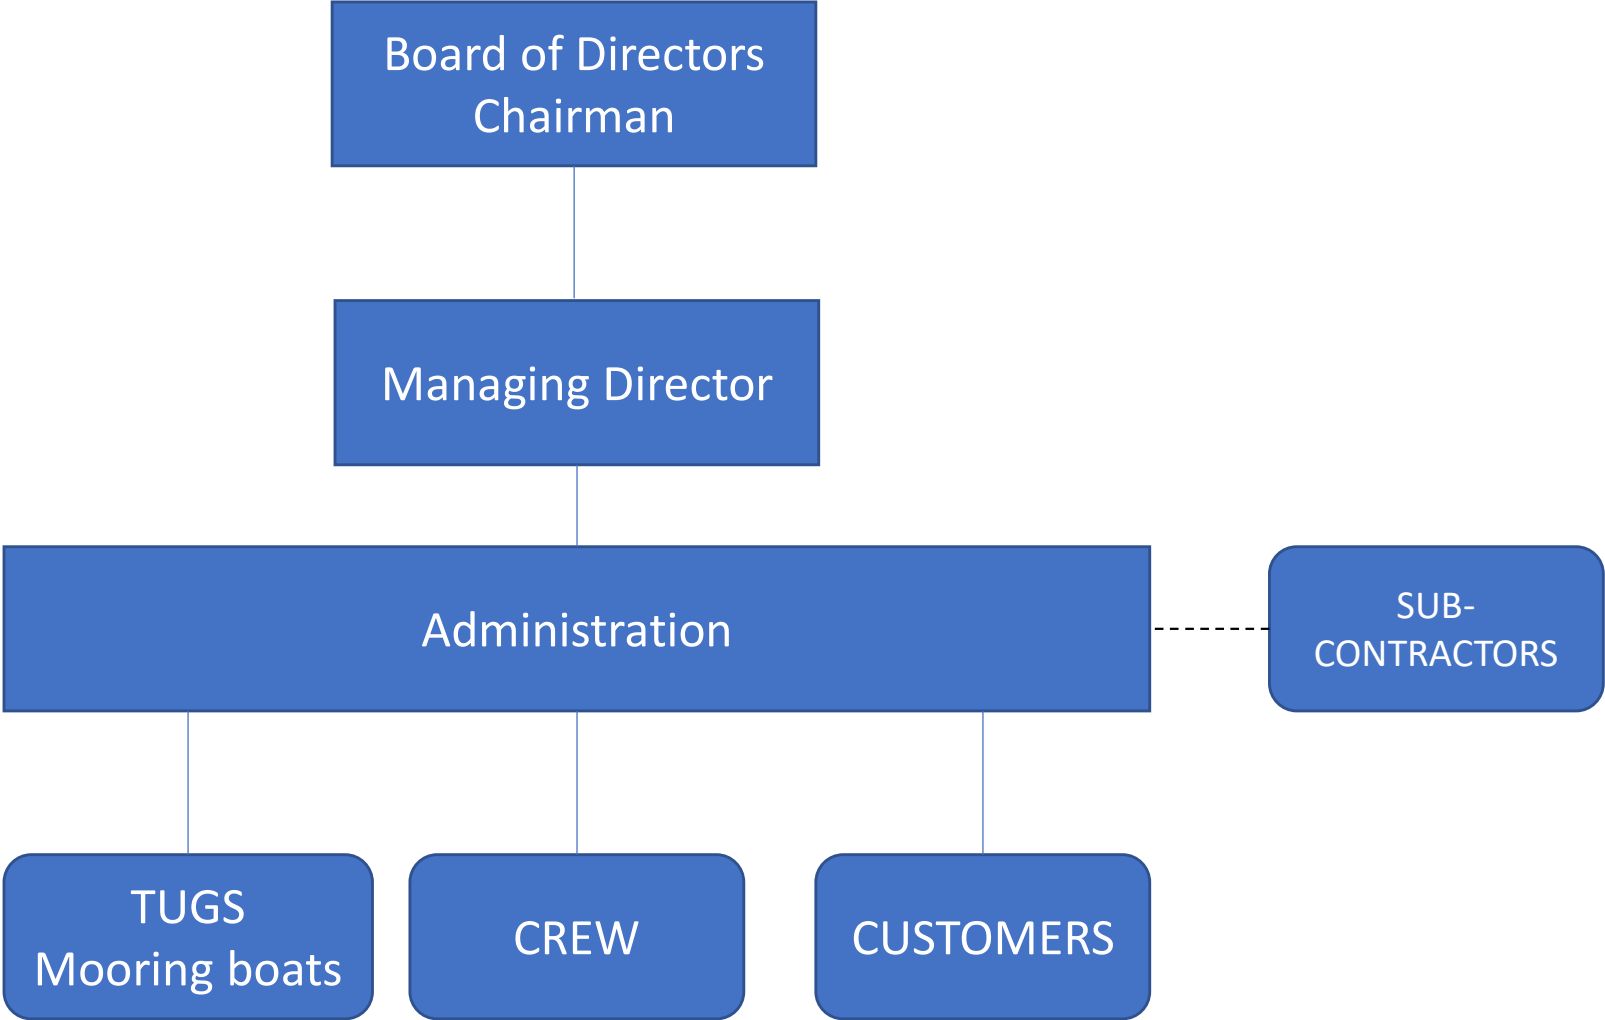 Board of Directors
Chairman
Managing Director
Administration
SUB-
CONTRACTORS
TUGS
Mooring boats
CREW
CUSTOMERS